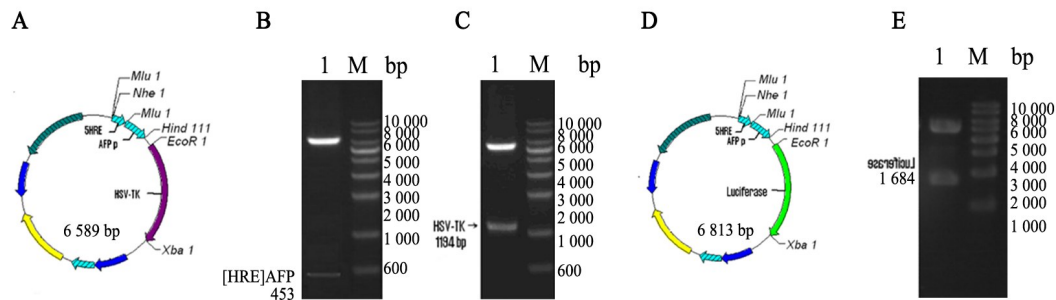 A
Mlu 1
Nhe 1
Mlu 1
5HRE
AFP p
Hind 111
EcoR 1
HSV-TK
6 589 bp
Xba 1
B
1 M bp
10 000
8 000
6 000
5 000
4 000
3 000
2 000
1 000
600
[HRE]AFP
453
C
1 M bp
10 000
8 000
6 000
5 000
4 000
3 000
2 000
1 000
600
HSV-TK
1194 bp
D
Mlu 1
Nhe 1
Mlu 1
5HRE
AFP p
Hind 111
EcoR 1
Luciferase
6 813 bp
Xba 1
E
1 M bp
10 000
8 000
6 000
5 000
4 000
3 000
2 000
1 000
Luciferase
1 684